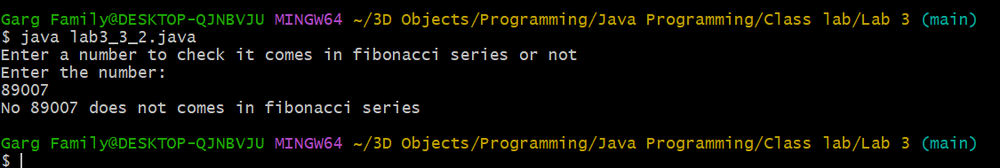 Garg Family@DESKTOP-QJNBVJU MINGW64 ~/3D Objects/Programming/Java Programming/Class lab/Lab 3 (main)
$ java lab3_3_2.java
Enter a number to check it comes in fibonacci series or not
Enter the number:
89007
No 89007 does not comes in fibonacci series
Garg Family@DESKTOP-QJNBVJU MINGW64 ~/3D Objects/Programming/Java Programming/Class lab/Lab 3 (main)
$